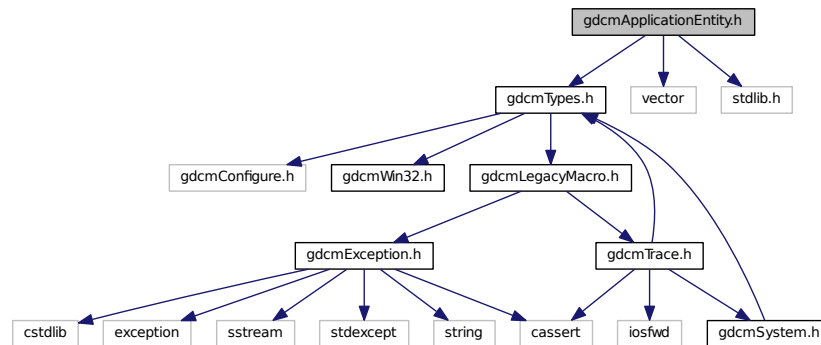 gdcmApplicationEntity.h
gdcmTypes.h
vector
stdlib.h
gdcmConfigure.h
gdcmWin32.h
gdcmLegacyMacro.h
gdcmException.h
gdcmTrace.h
cstdlib
exception
sstream
stdexcept
string
cassert
iosfwd
gdcmSystem.h